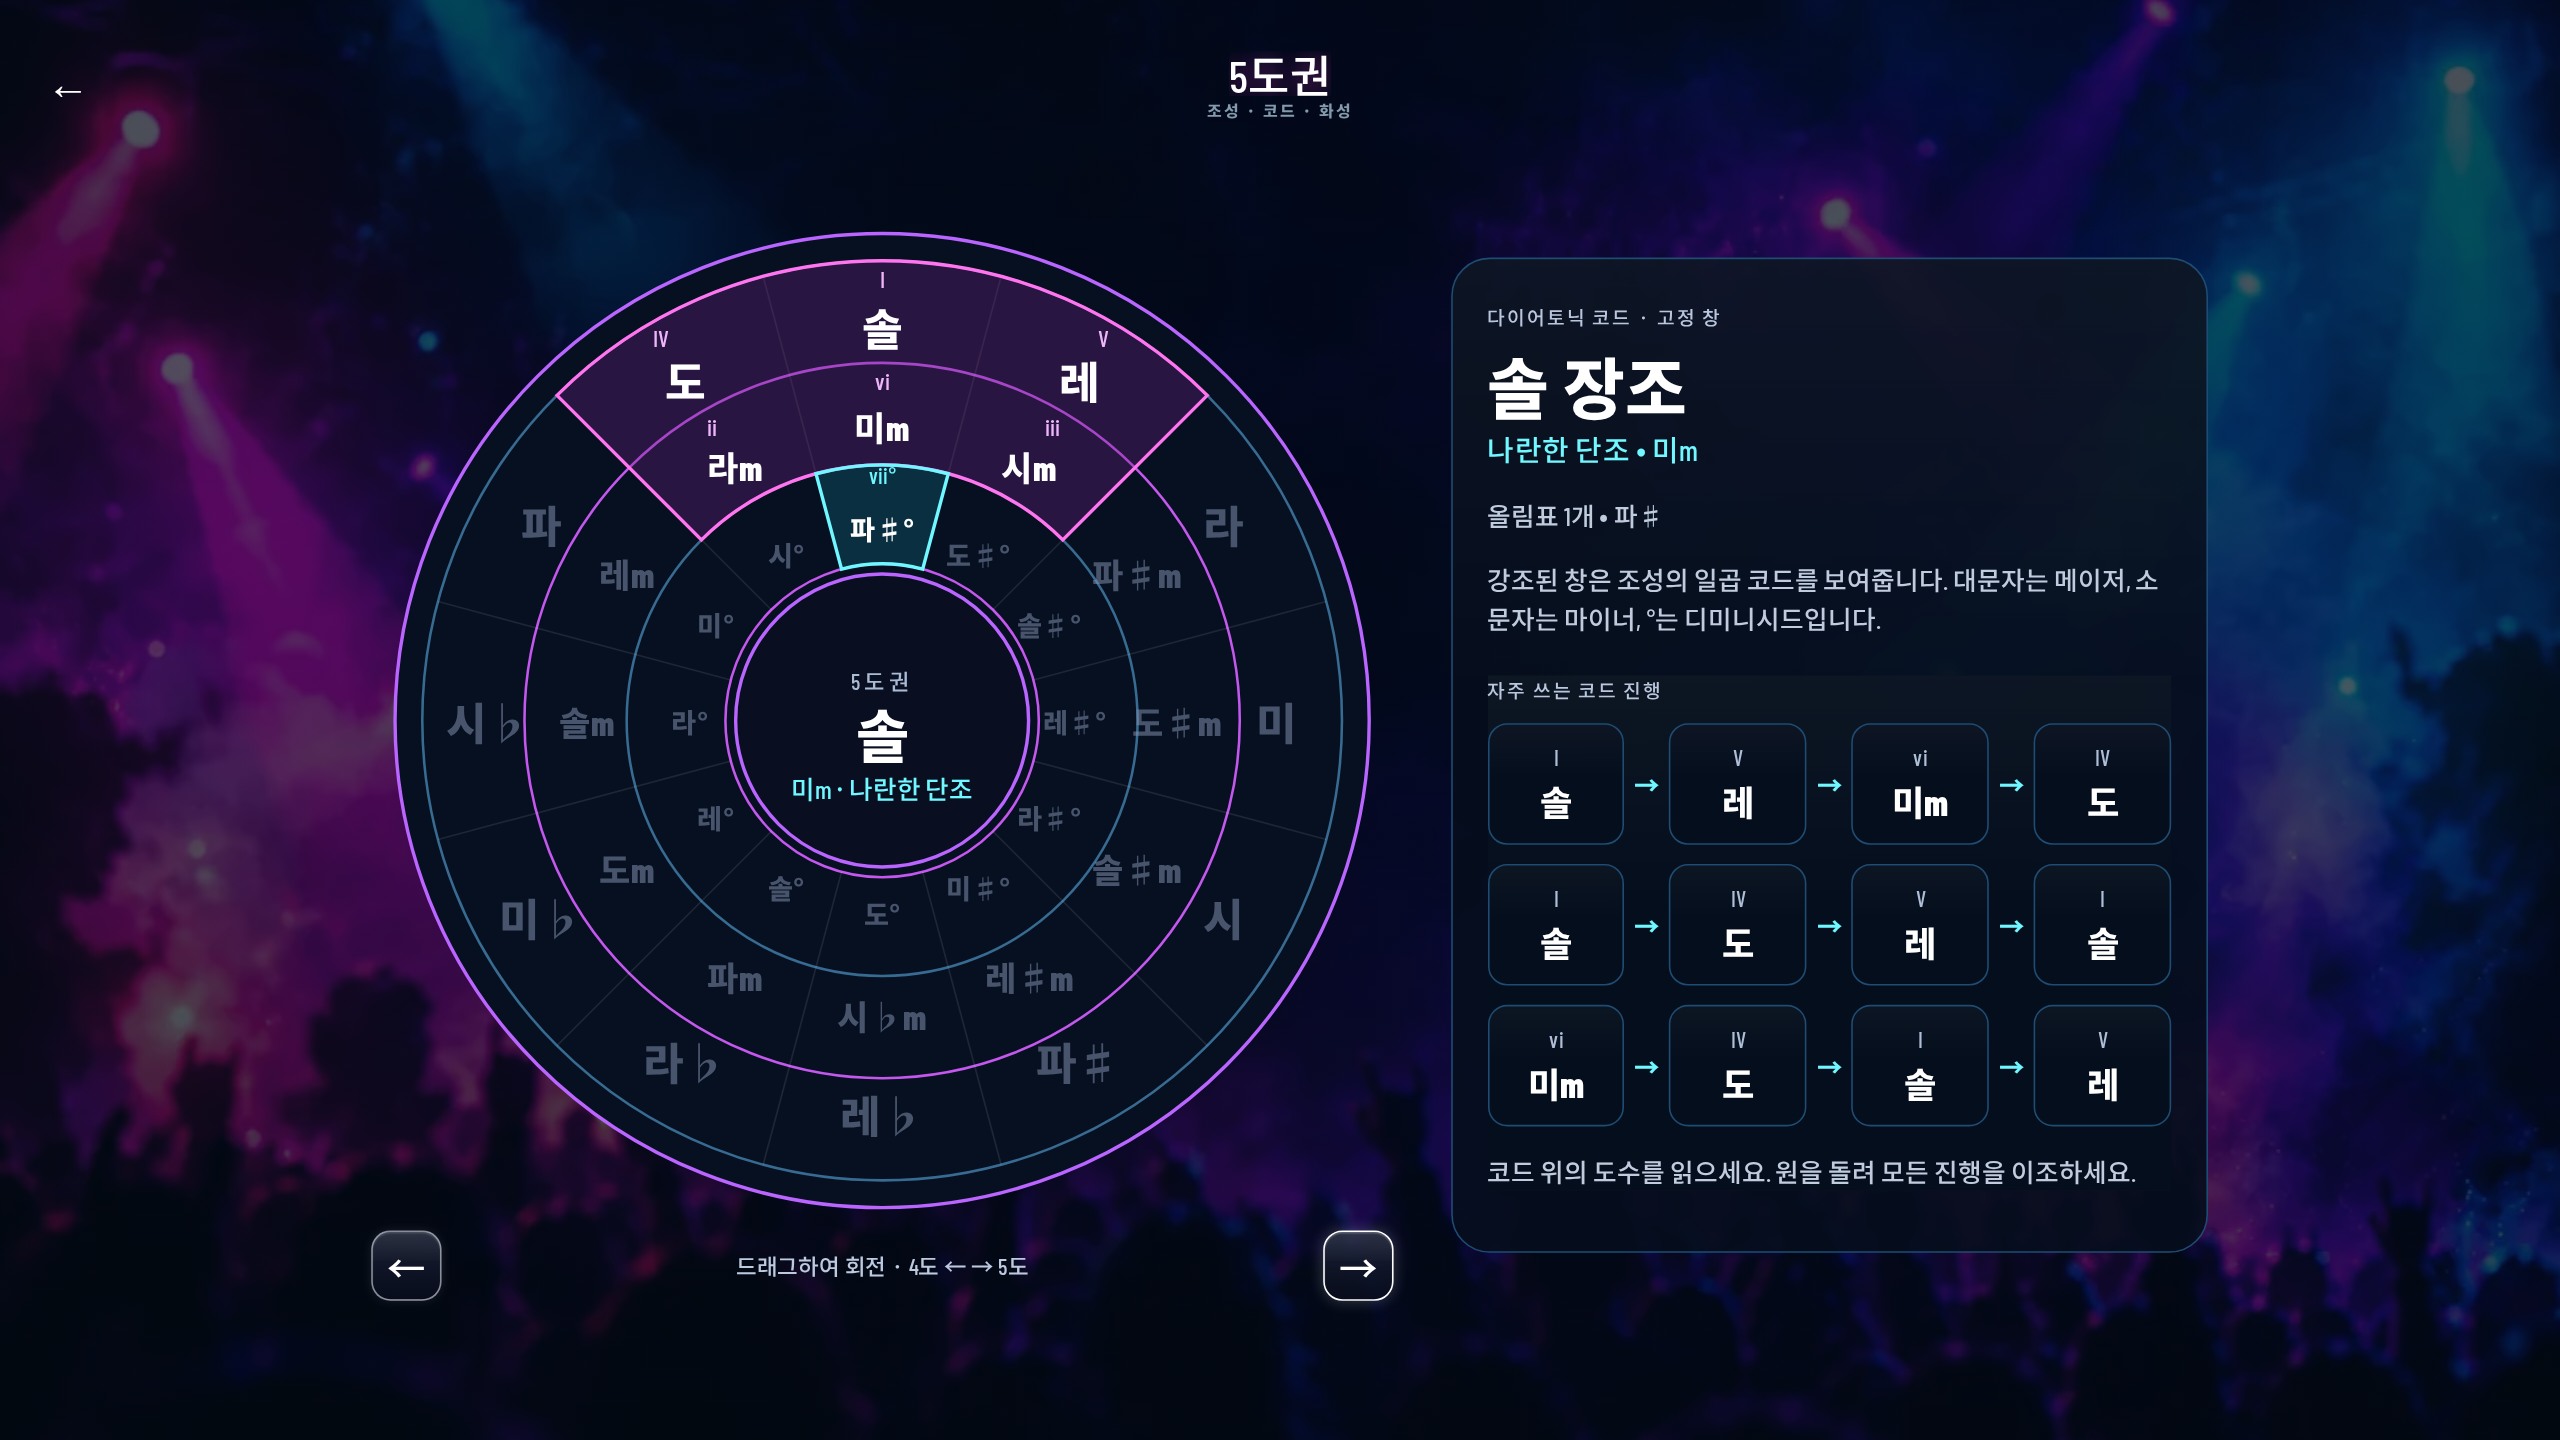 ←
5도권
조성 · 코드 · 화성
I
솔
IV
도
V
레
vi
미m
ii
라m
iii
시m
vii°
파♯°
파
라
레m
시°
도♯°
파♯m
미°
솔♯°
시♭
솔m
라°
레♯°
도♯m
미
5도권
솔
미m · 나란한 단조
레°
라♯°
도m
솔♯m
미♭
솔°
도°
미♯°
시
파m
시♭m
레♯m
라♭
레♭
파♯
← 드래그하여 회전 · 4도 ← → 5도 →
다이어토닉 코드 · 고정 창
솔 장조
나란한 단조 • 미m
올림표 1개 • 파♯
강조된 창은 조성의 일곱 코드를 보여줍니다. 대문자는 메이저, 소
문자는 마이너, °는 디미니시드입니다.
자주 쓰는 코드 진행
I V vi IV
솔 → 레 → 미m → 도
I IV V I
솔 → 도 → 레 → 솔
vi IV I V
미m → 도 → 솔 → 레
코드 위의 도수를 읽으세요. 원을 돌려 모든 진행을 이조하세요.